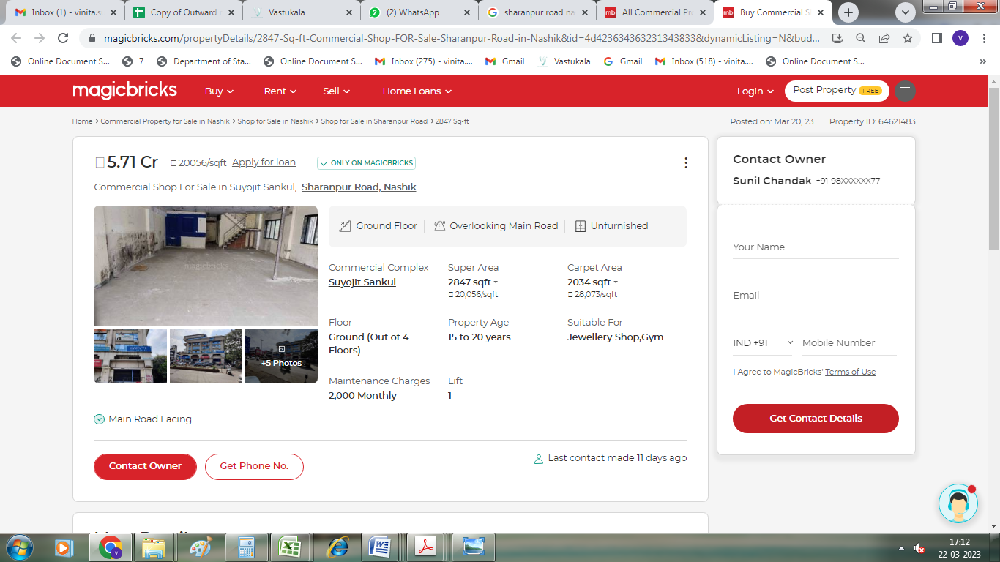 Inbox (1) - vinita.su
Copy of Outward r
Vastukala
(2) WhatsApp
sharanpur road na
All Commercial Pr
Buy Commercial S
magicbricks.com/propertyDetails/2847-Sq-ft-Commercial-Shop-FOR-Sale-Sharanpur-Road-in-Nashik&id=4d423634363231343833&dynamicListing=N&bud...
V
Online Document S...
7
Department of Sta...
Online Document S...
Inbox (275) - vinita....
Gmail
Vastukala
Gmail
Inbox (518) - vinita....
Online Document S...
»
magicbricks
Buy
Rent
Sell
Home Loans
Login
Post Property FREE
Home > Commercial Property for Sale in Nashik > Shop for Sale in Nashik > Shop for Sale in Sharanpur Road > 2847 Sq-ft
Posted on: Mar 20, 23
Property ID: 64621483
5.71 Cr
20056/sqft
Apply for loan
ONLY ON MAGICBRICKS
Commercial Shop For Sale in Suyojit Sankul, Sharanpur Road, Nashik
magicbricks
+5 Photos
Ground Floor
Overlooking Main Road
Unfurnished
Commercial Complex
Suyojit Sankul
Super Area
2847 sqft
20,056/sqft
Carpet Area
2034 sqft
28,073/sqft
Floor
Ground (Out of 4
Floors)
Property Age
15 to 20 years
Suitable For
Jewellery Shop,Gym
Maintenance Charges
2,000 Monthly
Lift
1
Main Road Facing
Contact Owner
Get Phone No.
Last contact made 11 days ago
Contact Owner
Sunil Chandak +91-98XXXXXX77
Your Name
Email
IND +91
Mobile Number
I Agree to MagicBricks' Terms of Use
Get Contact Details
17:12
22-03-2023